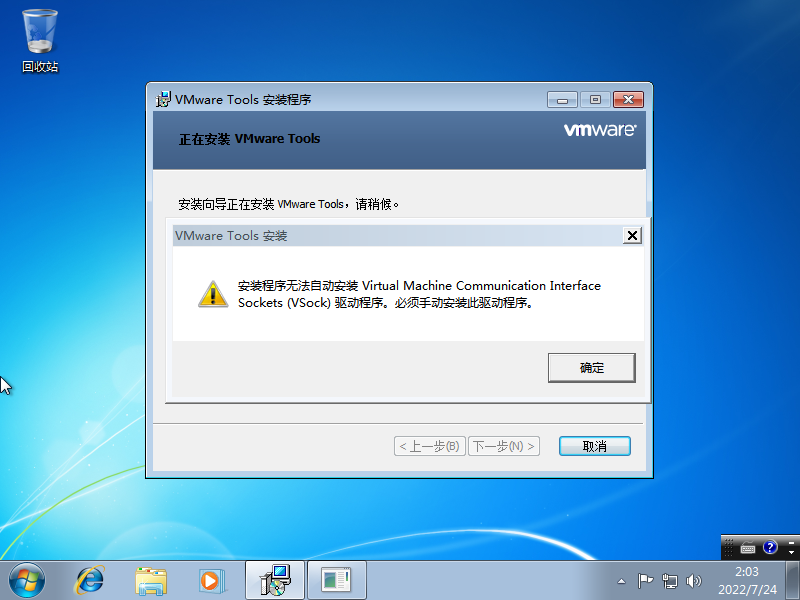 回收站
VMware Tools 安装程序
正在安装 VMware Tools
vmware
安装向导正在安装 VMware Tools，请稍候。
VMware Tools 安装
安装程序无法自动安装 Virtual Machine Communication Interface
Sockets (VSock) 驱动程序。必须手动安装此驱动程序。
确定
< 上一步(B)
下一步(N) >
取消
2:03
2022/7/24